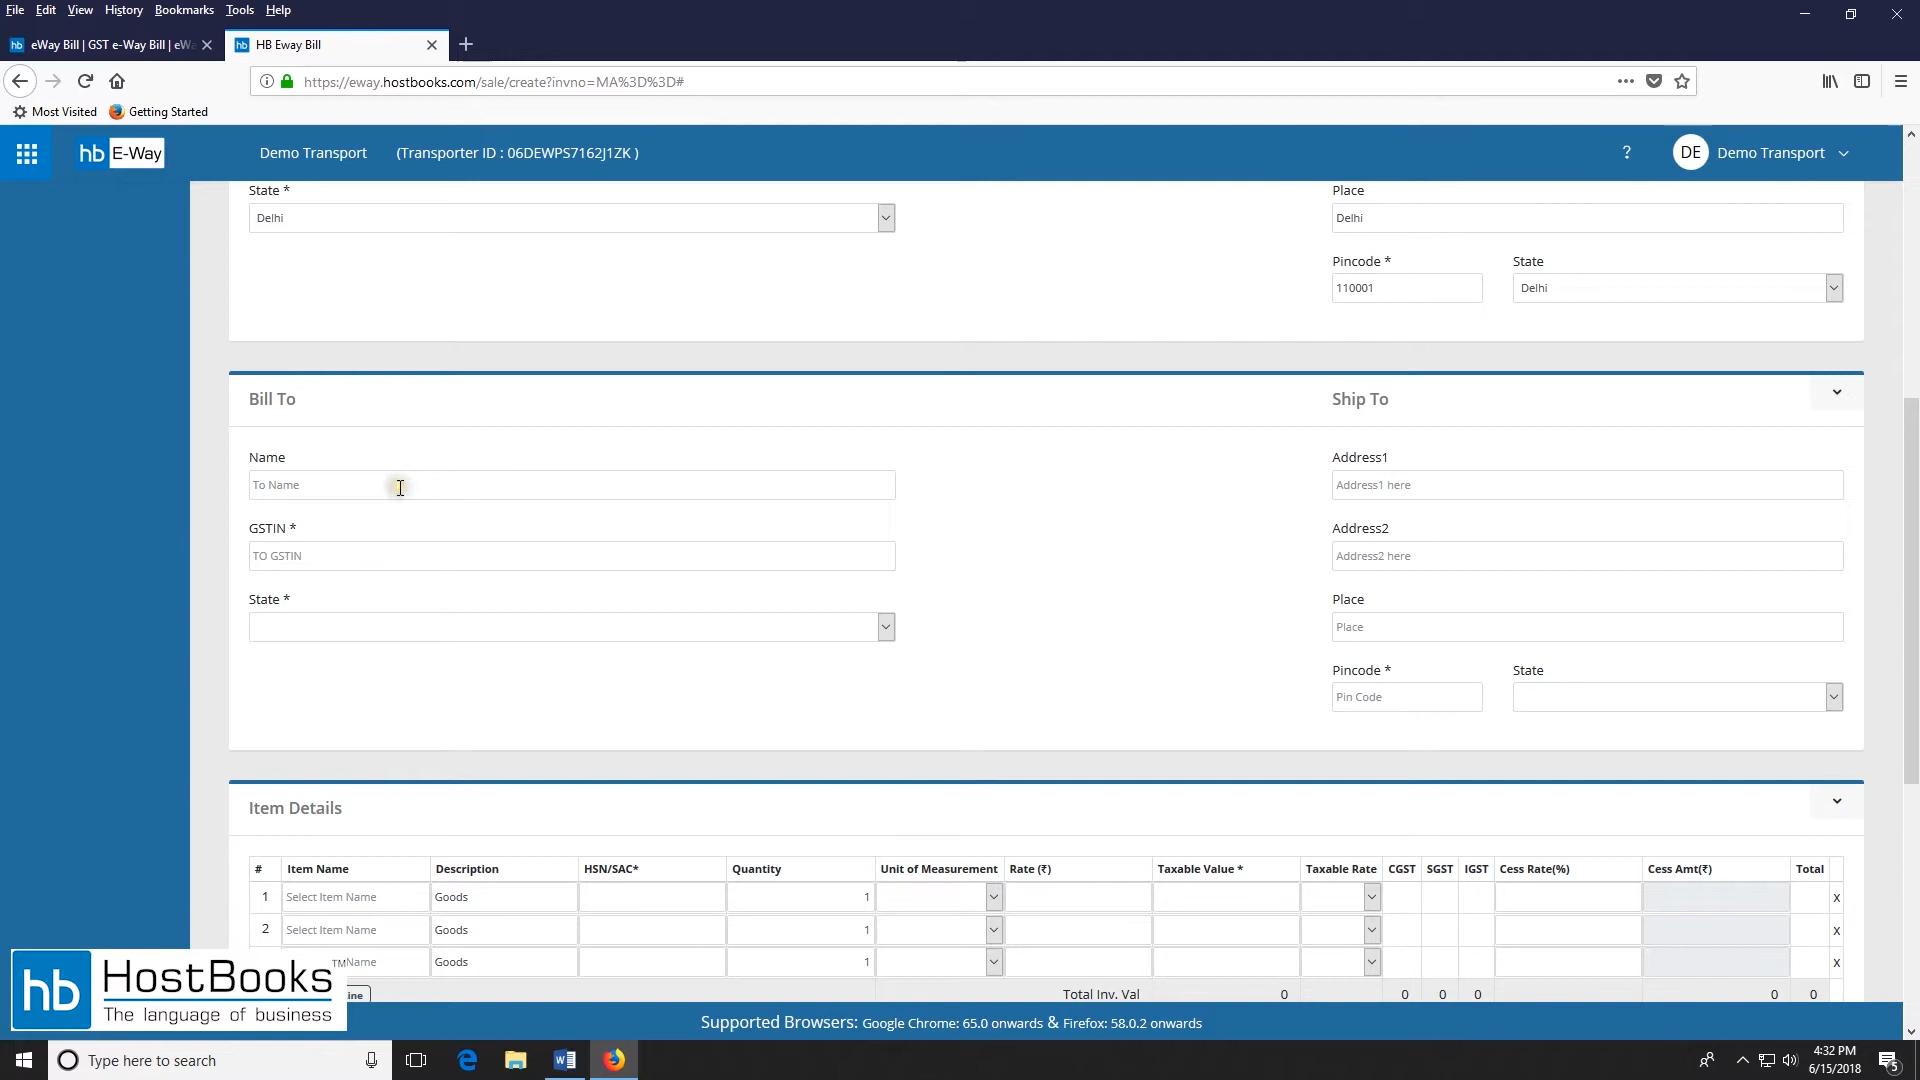 File Edit View History Bookmarks Tools Help
hb eWay Bill | GST e-Way Bill | eWa
hb HB Eway Bill
https://eway.hostbooks.com/sale/create?invno=MA%3D%3D#
Most Visited Getting Started
hb E-Way Demo Transport (Transporter ID : 06DEWPS7162J1ZK ) ? DE Demo Transport
State * Place
Delhi Delhi
Pincode * State
110001 Delhi
Bill To Ship To
Name Address1
To Name Address1 here
GSTIN * Address2
TO GSTIN Address2 here
State * Place
Place
Pincode * State
Pin Code
Item Details
# Item Name Description HSN/SAC* Quantity Unit of Measurement Rate (₹) Taxable Value * Taxable Rate CGST SGST IGST Cess Rate(%) Cess Amt(₹) Total
1 Select Item Name Goods 1 x
2 Select Item Name Goods 1 x
Name Goods 1 x
ine Total Inv. Val 0 0 0 0 0 0
hb HostBooks TM
The language of business
Supported Browsers: Google Chrome: 65.0 onwards & Firefox: 58.0.2 onwards
Type here to search
4:32 PM
6/15/2018
5